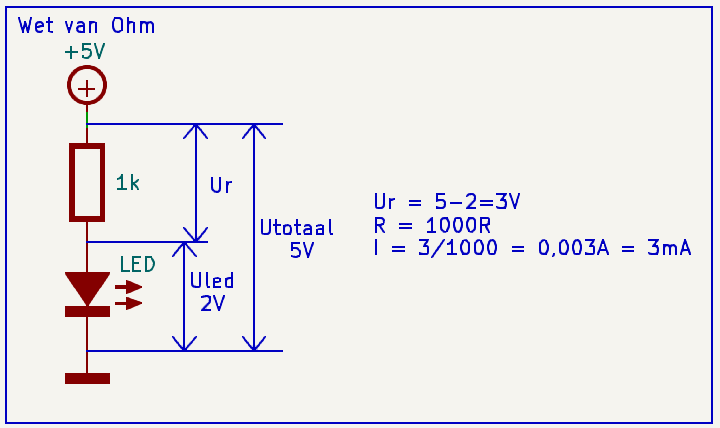 Wet van Ohm
+5V
1k
Ur
Utotaal
5V
LED
Uled
2V
Ur = 5-2=3V
R = 1000R
I = 3/1000 = 0,003A = 3mA